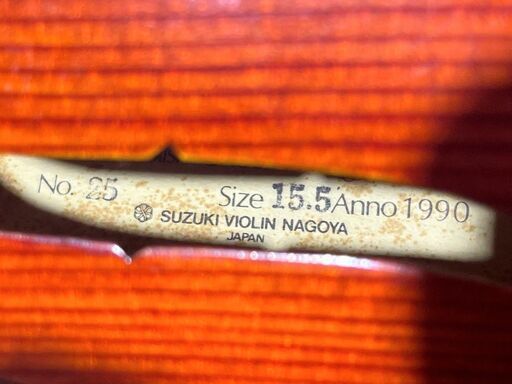 No. 25 Size 15.5 Anno 1990
SUZUKI VIOLIN NAGOYA
JAPAN